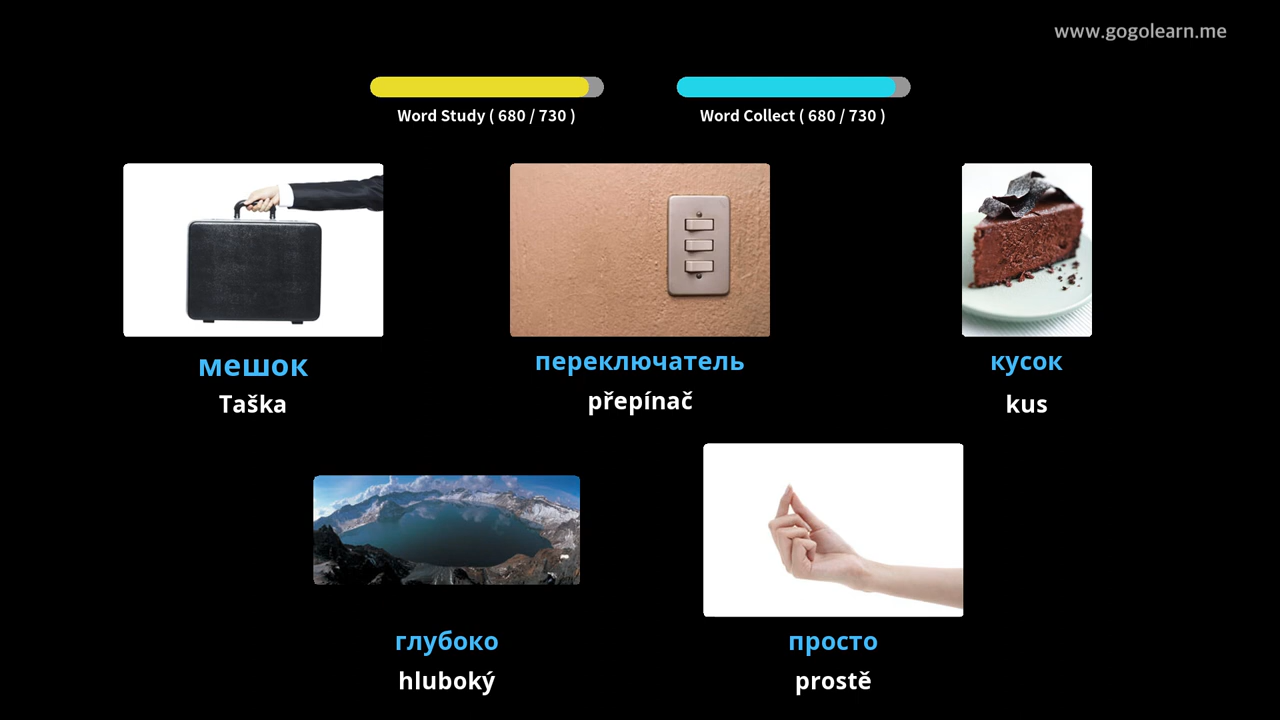 www.gogolearn.me
Word Study ( 680 / 730 )
Word Collect ( 680 / 730 )
мешок
Taška
переключатель
přepínač
кусок
kus
глубоко
hluboký
просто
prostě